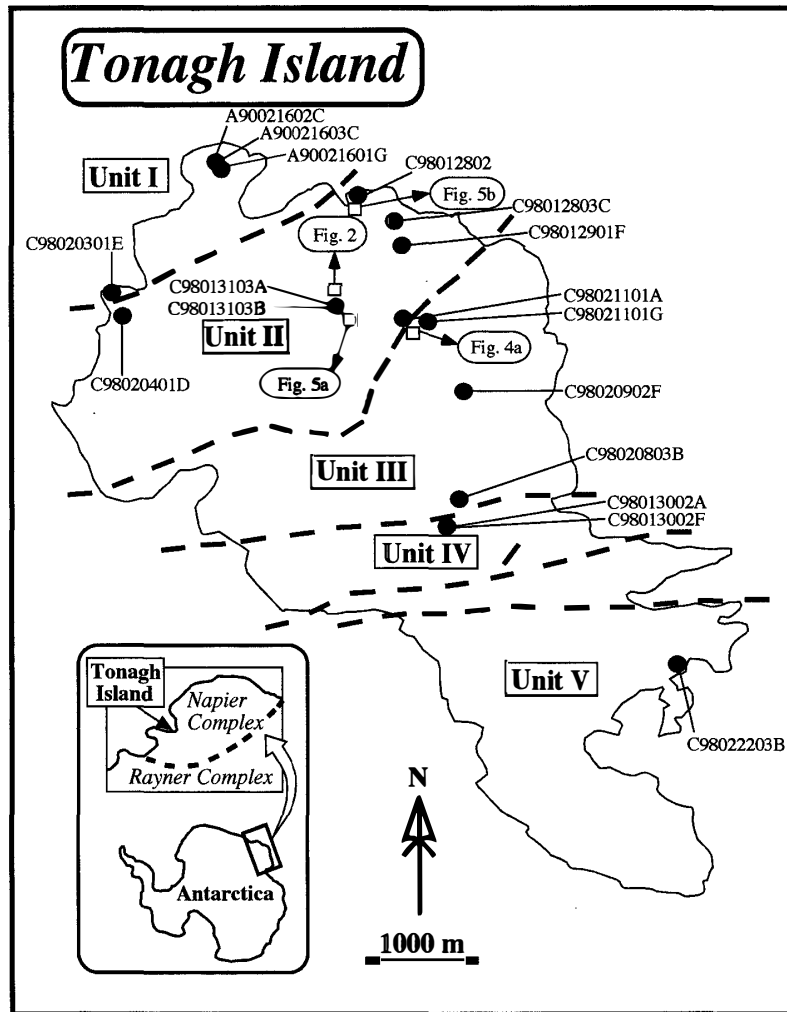 Tonagh Island
A90021602C
A90021603C
A90021601G
Unit I
C98012802
Fig. 5b
C98012803C
Fig. 2
C98012901F
C98020301E
C98013103A
C98013103B
C98021101A
C98021101G
Unit II
Fig. 4a
Fig. 5a
C98020401D
C98020902F
C98020803B
Unit III
C98013002A
C98013002F
Unit IV
Tonagh
Island
Napier
Complex
Rayner Complex
Antarctica
Unit V
C98022203B
N
1000 m